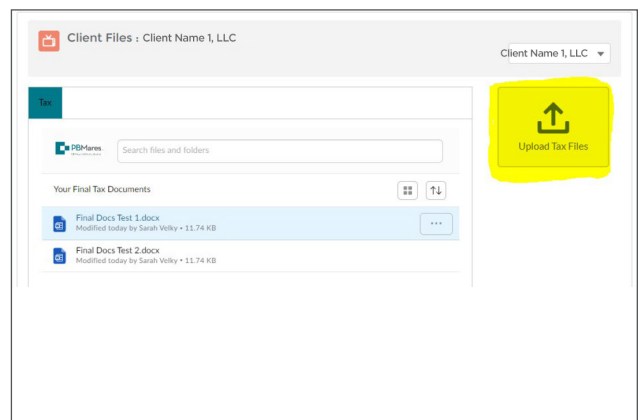 Client Files : Client Name 1, LLC
Client Name 1, LLC
Tax
PBMares
Search files and folders
Upload Tax Files
Your Final Tax Documents
Final Docs Test 1.docx
Modified today by Sarah Velky • 11.74 KB
Final Docs Test 2.docx
Modified today by Sarah Velky • 11.74 KB